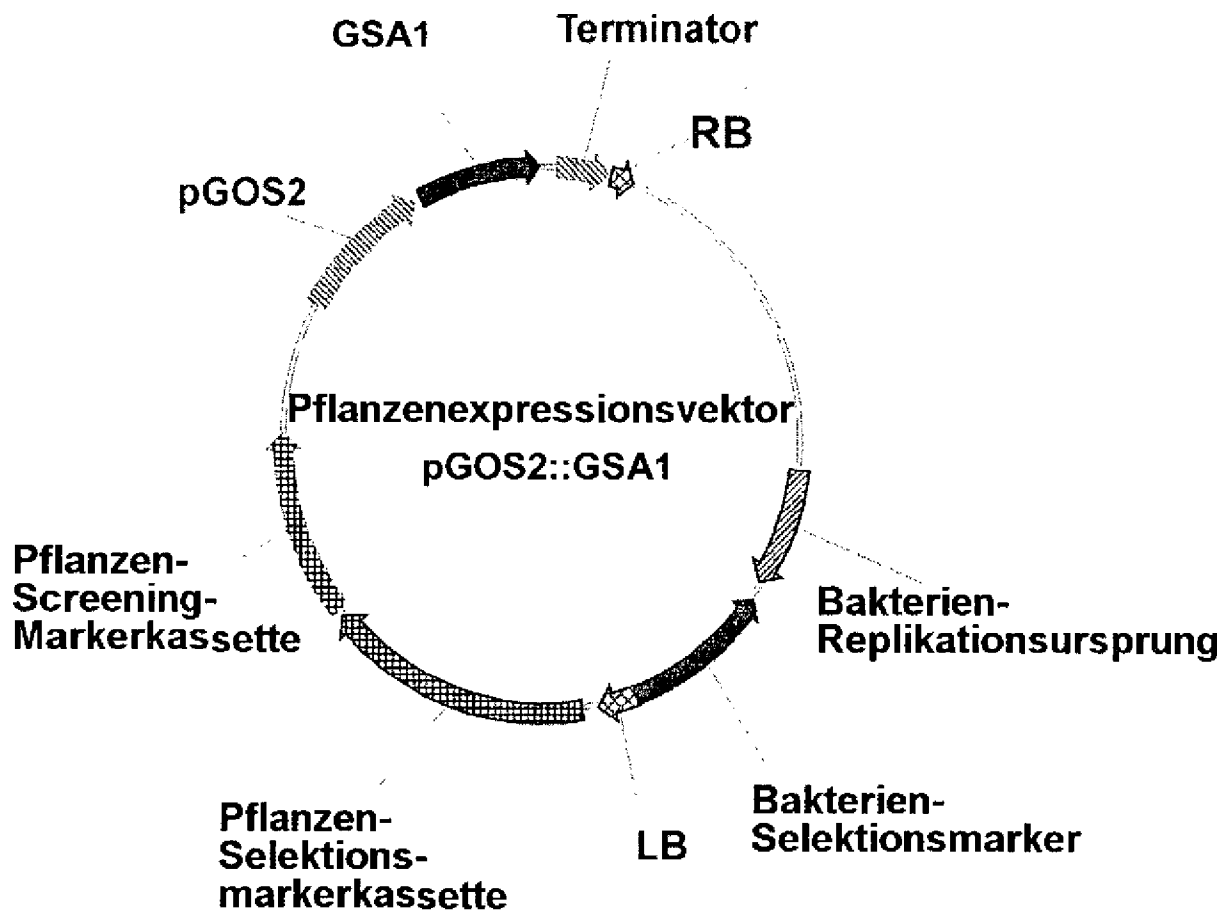 GSA1
Terminator
RB
pGOS2
Pflanzenexpressionsvektor
pGOS2::GSA1
Pflanzen-
Screening-
Markerkassette
Bakterien-
Replikationsursprung
Pflanzen-
Selektions-
markerkassette
LB
Bakterien-
Selektionsmarker